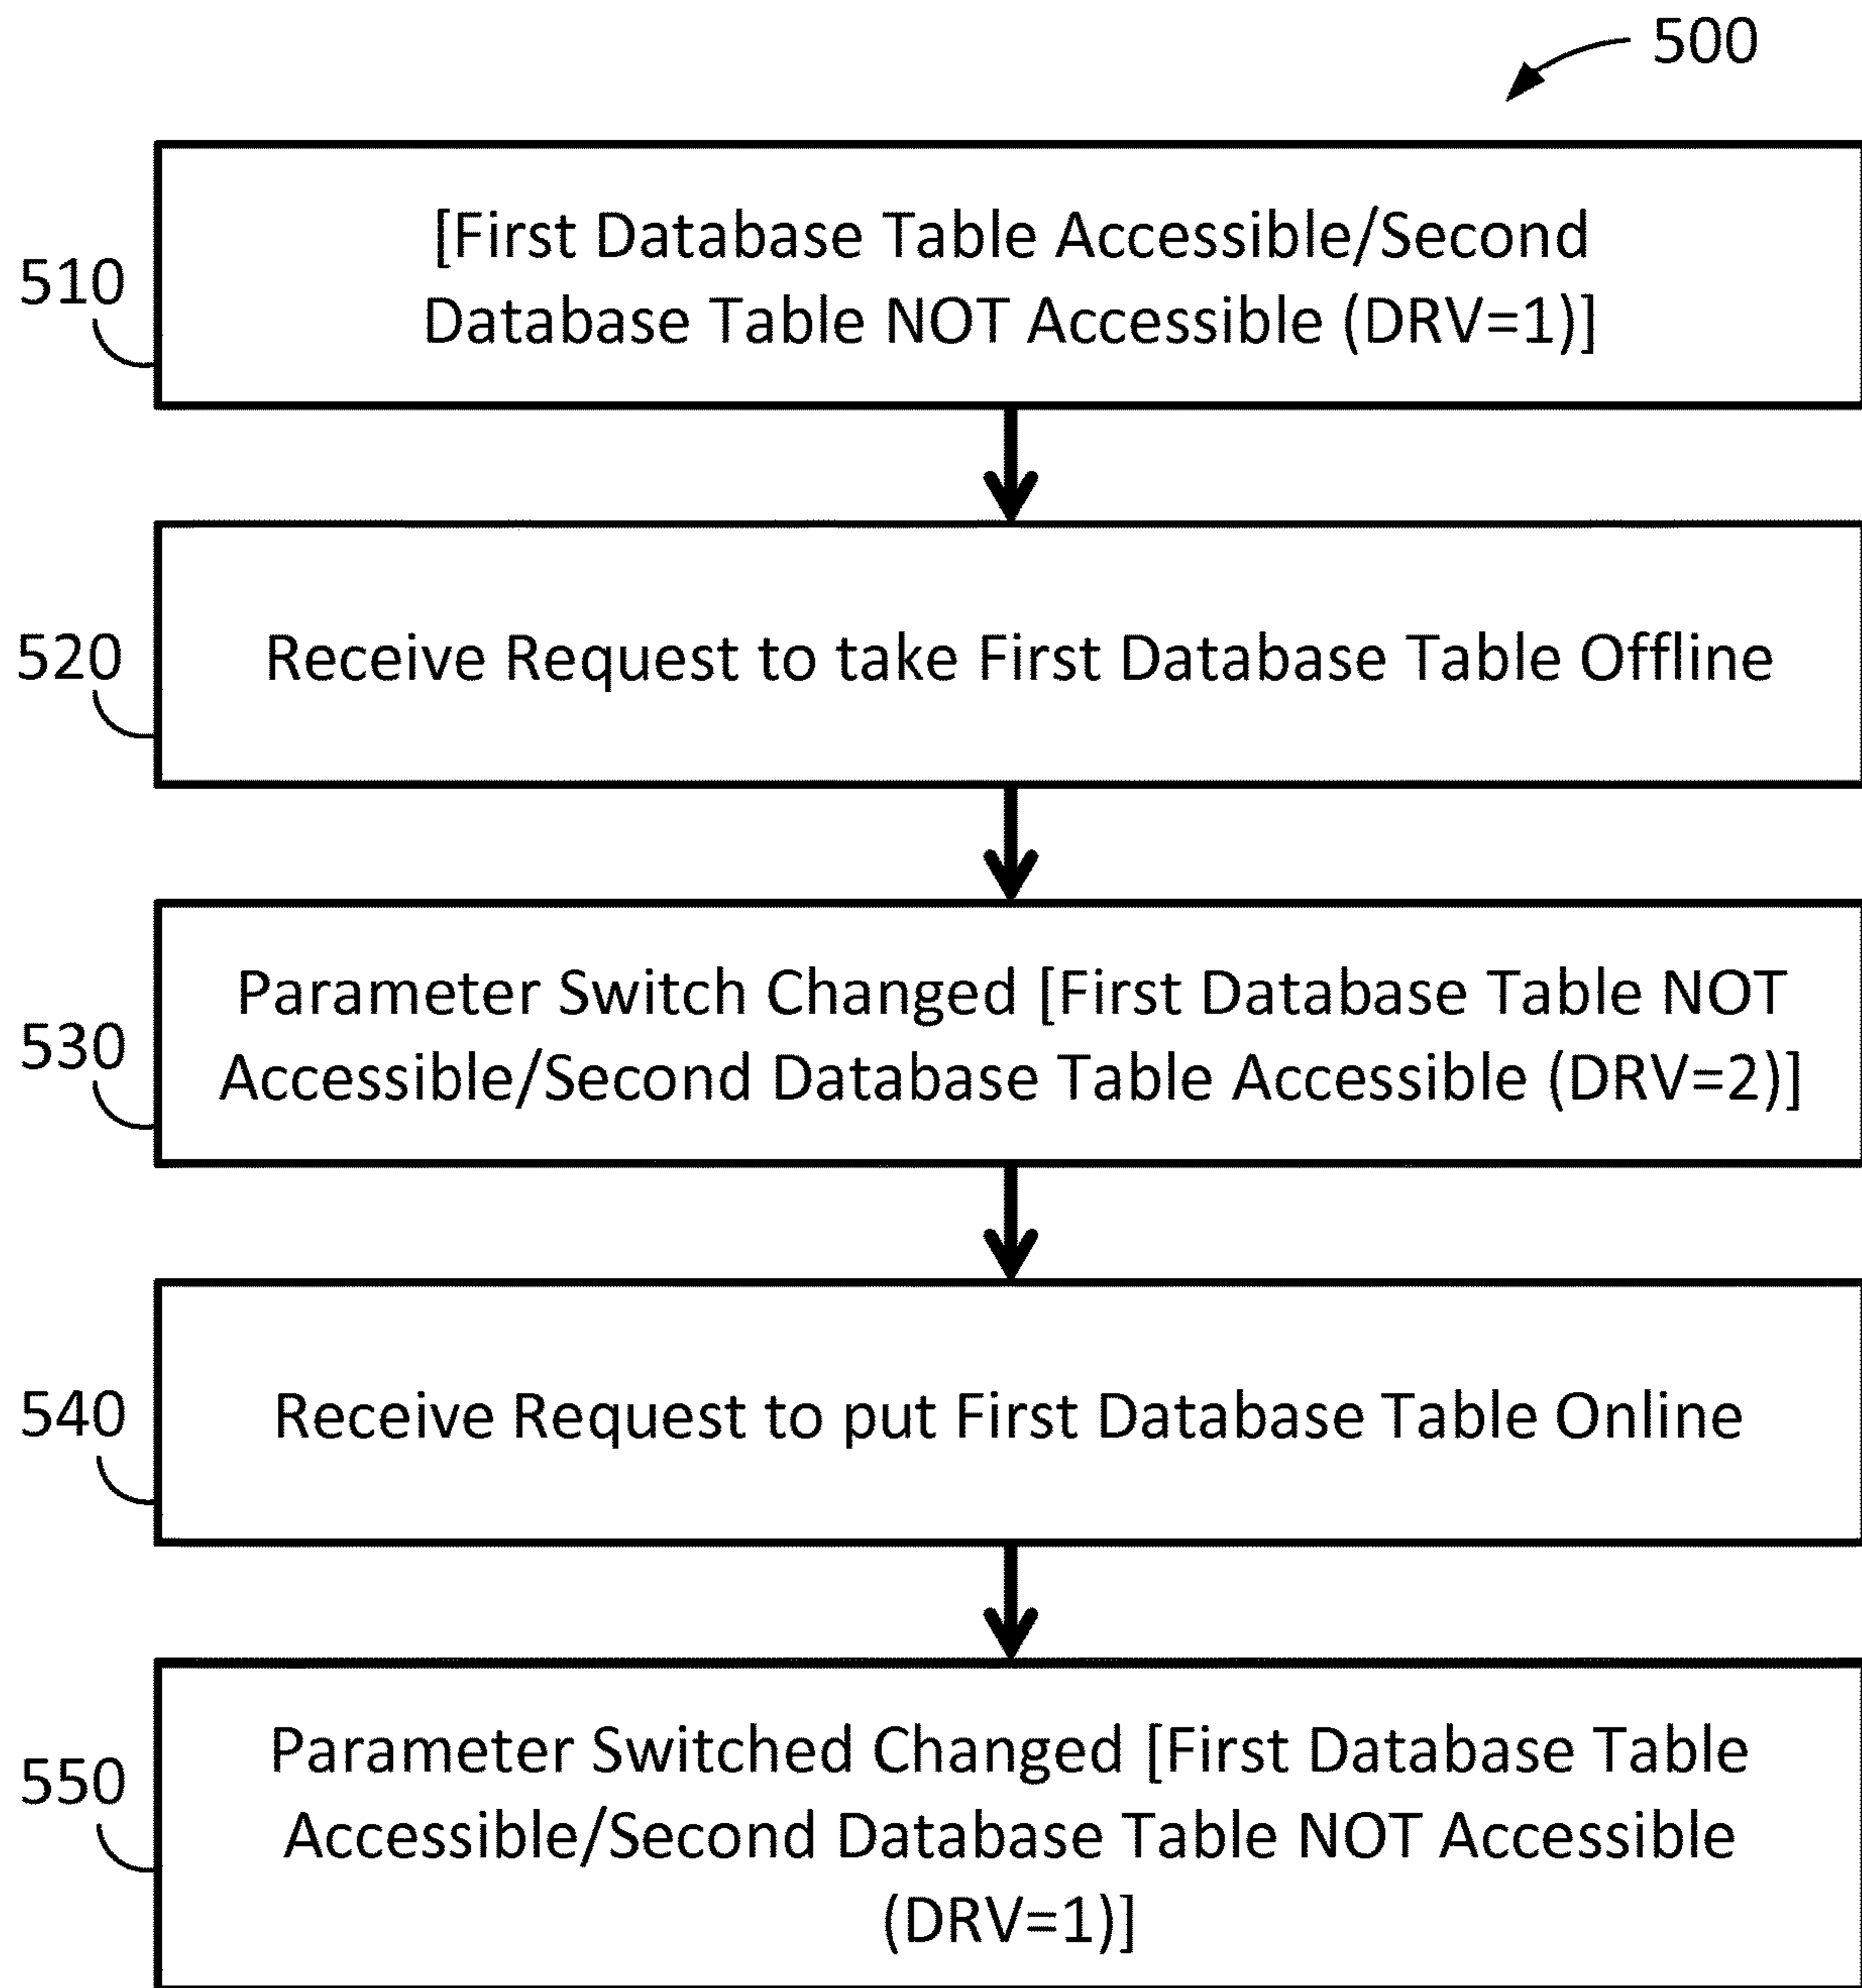 500
510
[First Database Table Accessible/Second
Database Table NOT Accessible (DRV=1)]
520
Receive Request to take First Database Table Offline
530
Parameter Switch Changed [First Database Table NOT
Accessible/Second Database Table Accessible (DRV=2)]
540
Receive Request to put First Database Table Online
550
Parameter Switched Changed [First Database Table
Accessible/Second Database Table NOT Accessible
(DRV=1)]